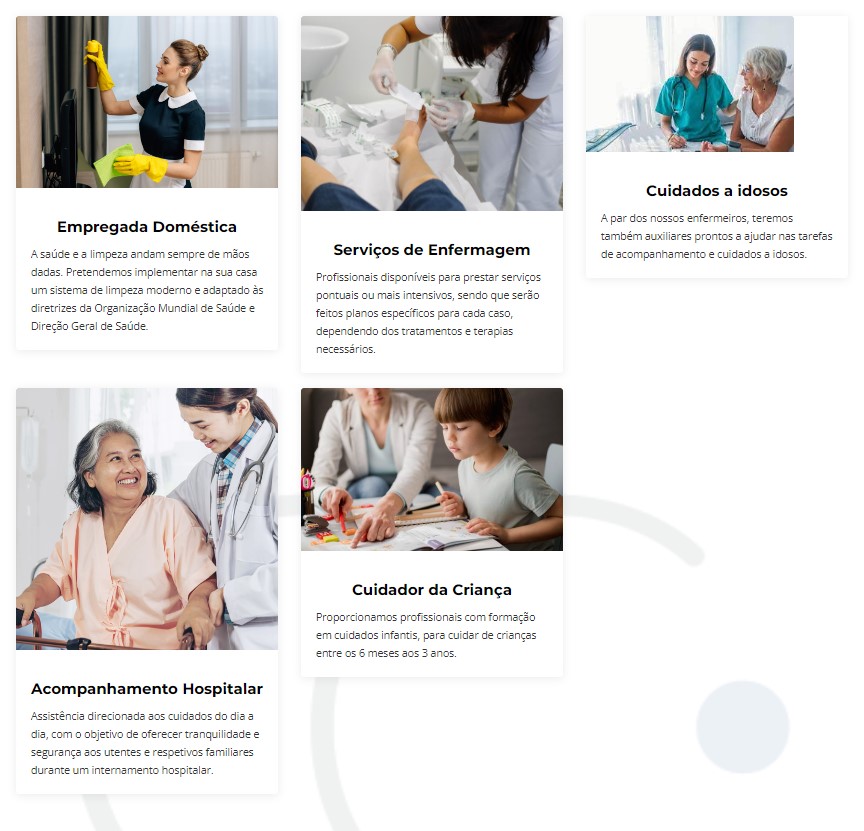 Empregada Doméstica
A saúde e a limpeza andam sempre de mãos
dadas. Pretendemos implementar na sua casa
um sistema de limpeza moderno e adaptado às
diretrizes da Organização Mundial de Saúde e
Direção Geral de Saúde.
Serviços de Enfermagem
Profissionais disponíveis para prestar serviços
pontuais ou mais intensivos, sendo que serão
feitos planos específicos para cada caso,
dependendo dos tratamentos e terapias
necessários.
Cuidados a idosos
A par dos nossos enfermeiros, teremos
também auxiliares prontos a ajudar nas tarefas
de acompanhamento e cuidados a idosos.
Acompanhamento Hospitalar
Assistência direcionada aos cuidados do dia a
dia, com o objetivo de oferecer tranquilidade e
segurança aos utentes e respetivos familiares
durante um internamento hospitalar.
Cuidador da Criança
Proporcionamos profissionais com formação
em cuidados infantis, para cuidar de crianças
entre os 6 meses aos 3 anos.